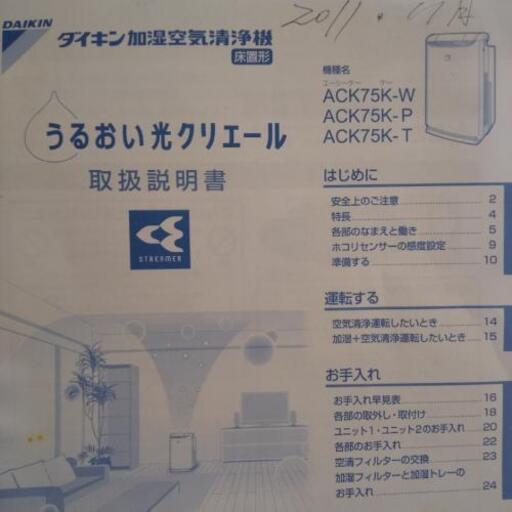 DAIKIN
ダイキン加湿空気清浄機
床置形
2011.11月
うるおい光クリエール
取扱説明書
STREAMER
機種名
エーシーケー ケー
ACK75K-W
ACK75K-P
ACK75K-T
はじめに
安全上のご注意 2
特長 4
各部のなまえと働き 5
ホコリセンサーの感度設定 9
準備する 10
運転する
空気清浄運転したいとき 14
加湿+空気清浄運転したいとき 15
お手入れ
お手入れ早見表 16
各部の取外し・取付け 18
ユニット1・ユニット2のお手入れ 20
各部のお手入れ 22
空清フィルターの交換 23
加湿フィルターと加湿トレーの
お手入れ 24